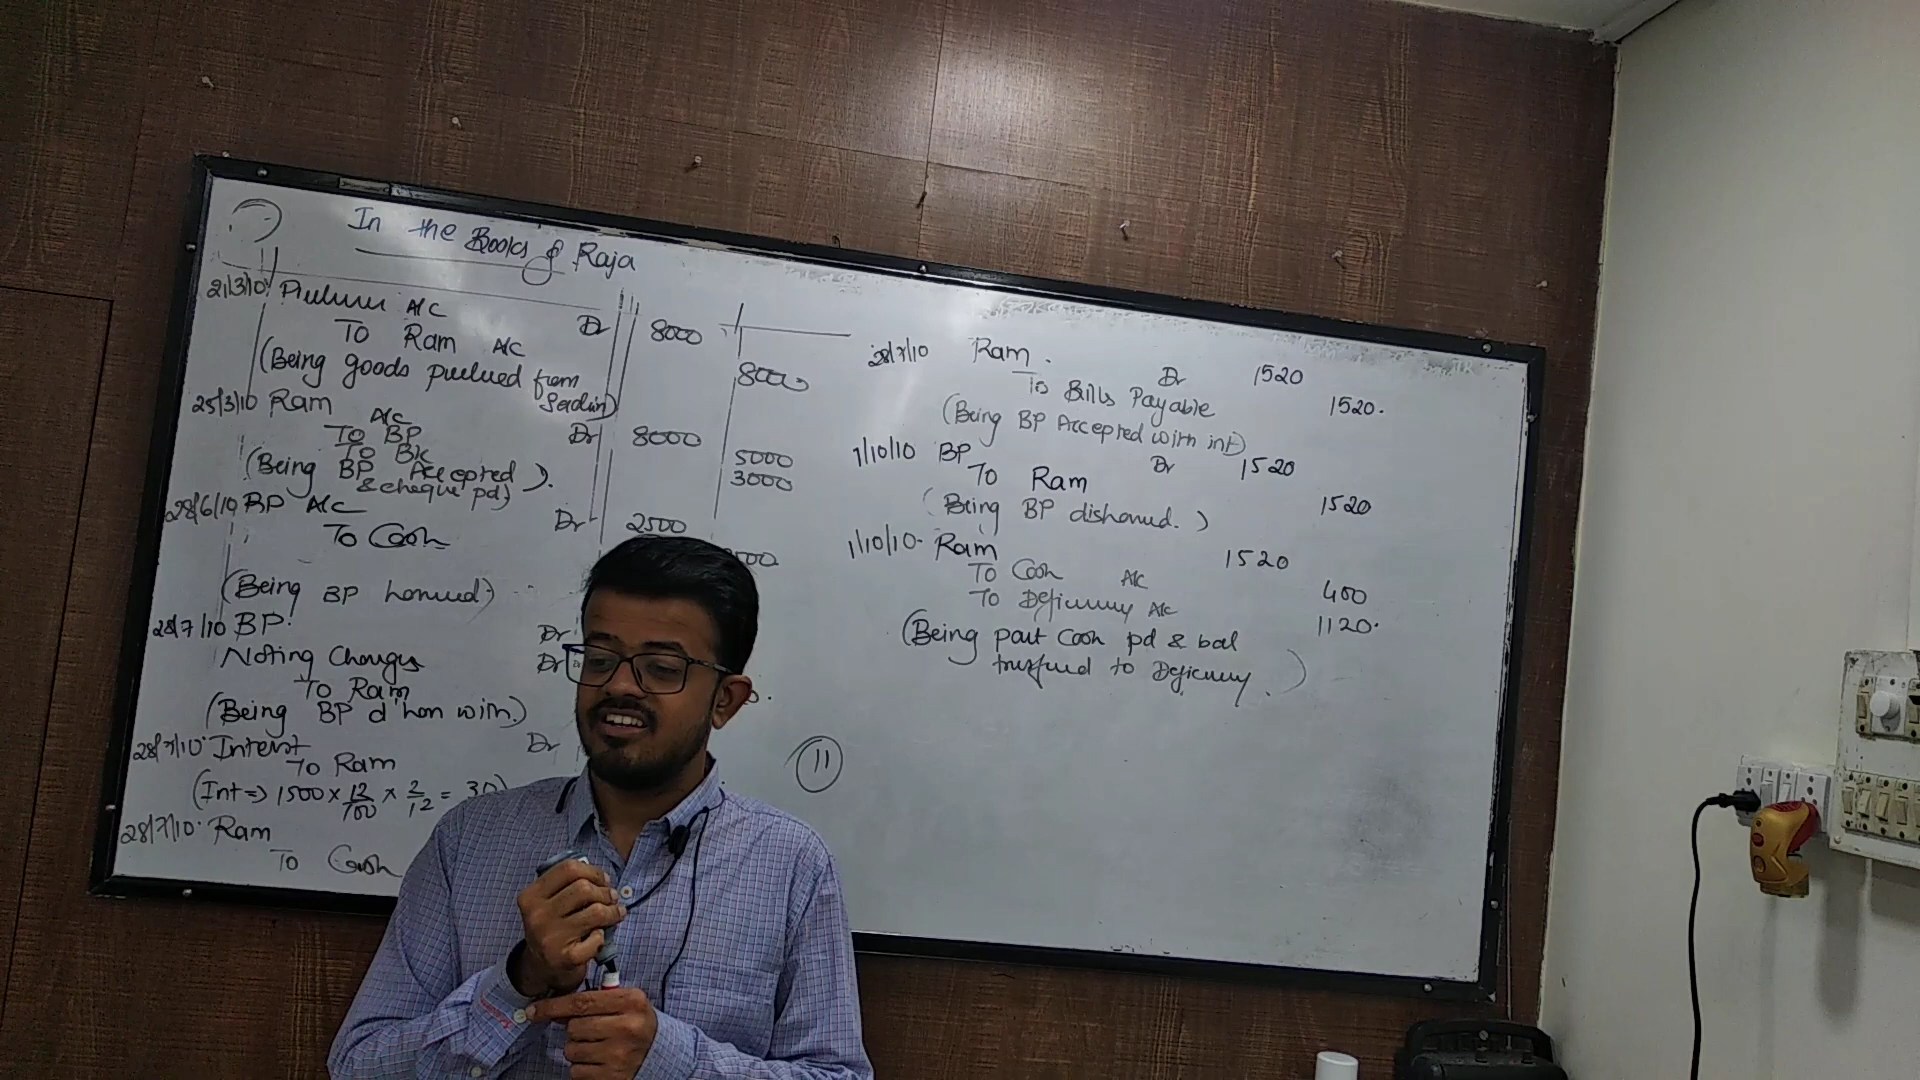 In the Books of Raja
21/3/10 Purchase A/C Dr 8000
To Ram A/C 8000
(Being goods purchased from
25/3/10 Ram A/C Dr 8000
To BP 5000
To Bk 3000
(Being BP Accepted
& cheque pd)
28/6/10 BP A/C Dr 2500
To Cash
(Being BP honoured)
28/7/10 BP Dr
Noting Charges Dr
To Ram
(Being BP d'hon with.)
28/7/10 Interest Dr
To Ram
(Int => 1500 x 12/100 x 2/12 = 30)
28/7/10 Ram
To Cash
28/7/10 Ram. Dr 1520
To Bills Payable 1520.
(Being BP Accepted with int)
1/10/10 BP Dr 1520
To Ram 1520
(Being BP dishonoured.)
1/10/10. Ram 1520
To Cash A/C 400
To Deficiency A/C 1120.
(Being part Cash pd & bal
transferred to Deficiency.)
11